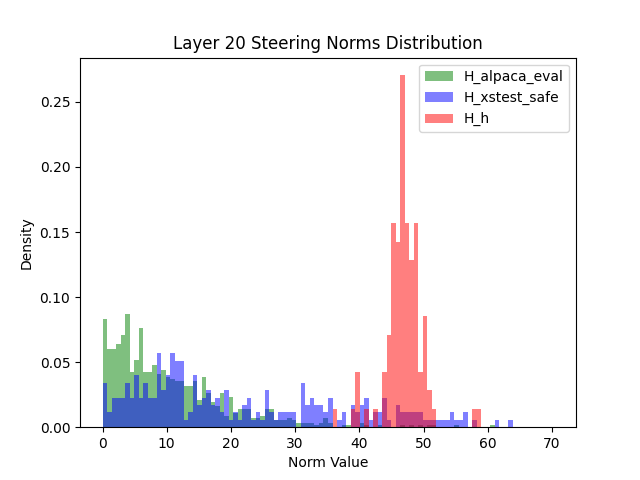 Layer 20 Steering Norms Distribution
H_alpaca_eval
H_xstest_safe
H_h
Density
0.25
0.20
0.15
0.10
0.05
0.00
0 10 20 30 40 50 60 70
Norm Value